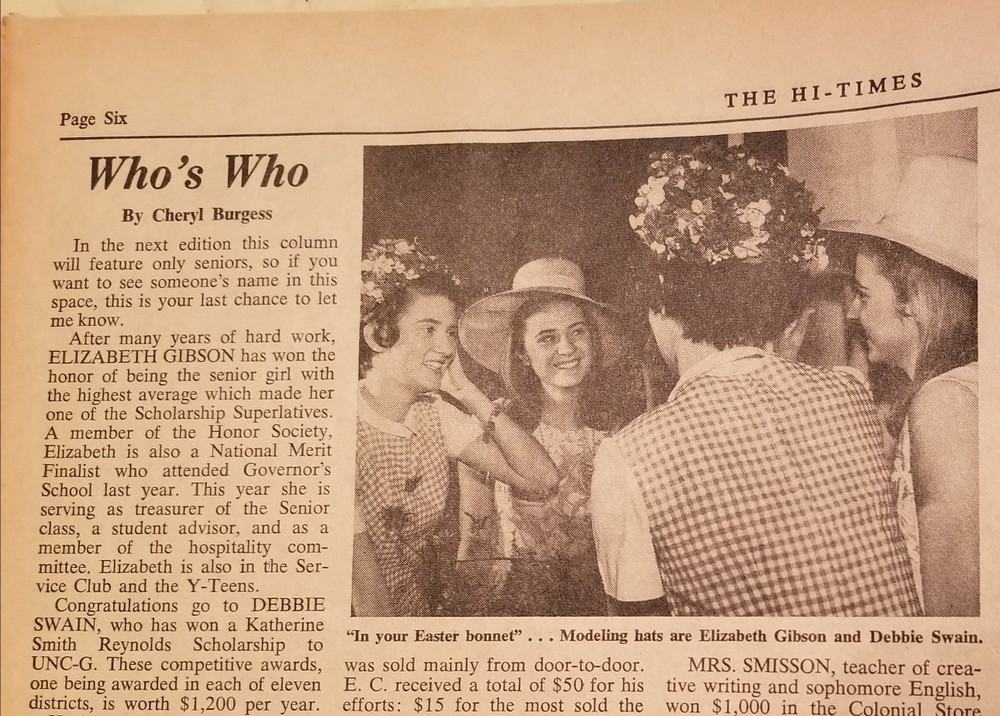 Page Six
THE HI-TIMES
Who's Who
By Cheryl Burgess
In the next edition this column
will feature only seniors, so if you
want to see someone's name in this
space, this is your last chance to let
me know.
After many years of hard work,
ELIZABETH GIBSON has won the
honor of being the senior girl with
the highest average which made her
one of the Scholarship Superlatives.
A member of the Honor Society,
Elizabeth is also a National Merit
Finalist who attended Governor's
School last year. This year she is
serving as treasurer of the Senior
class, a student advisor, and as a
member of the hospitality com-
mittee. Elizabeth is also in the Ser-
vice Club and the Y-Teens.
Congratulations go to DEBBIE
SWAIN, who has won a Katherine
Smith Reynolds Scholarship to
UNC-G. These competitive awards,
one being awarded in each of eleven
districts, is worth $1,200 per year.
"In your Easter bonnet" . . . Modeling hats are Elizabeth Gibson and Debbie Swain.
was sold mainly from door-to-door.
E. C. received a total of $50 for his
efforts: $15 for the most sold the
MRS. SMISSON, teacher of crea-
tive writing and sophomore English,
won $1,000 in the Colonial Store